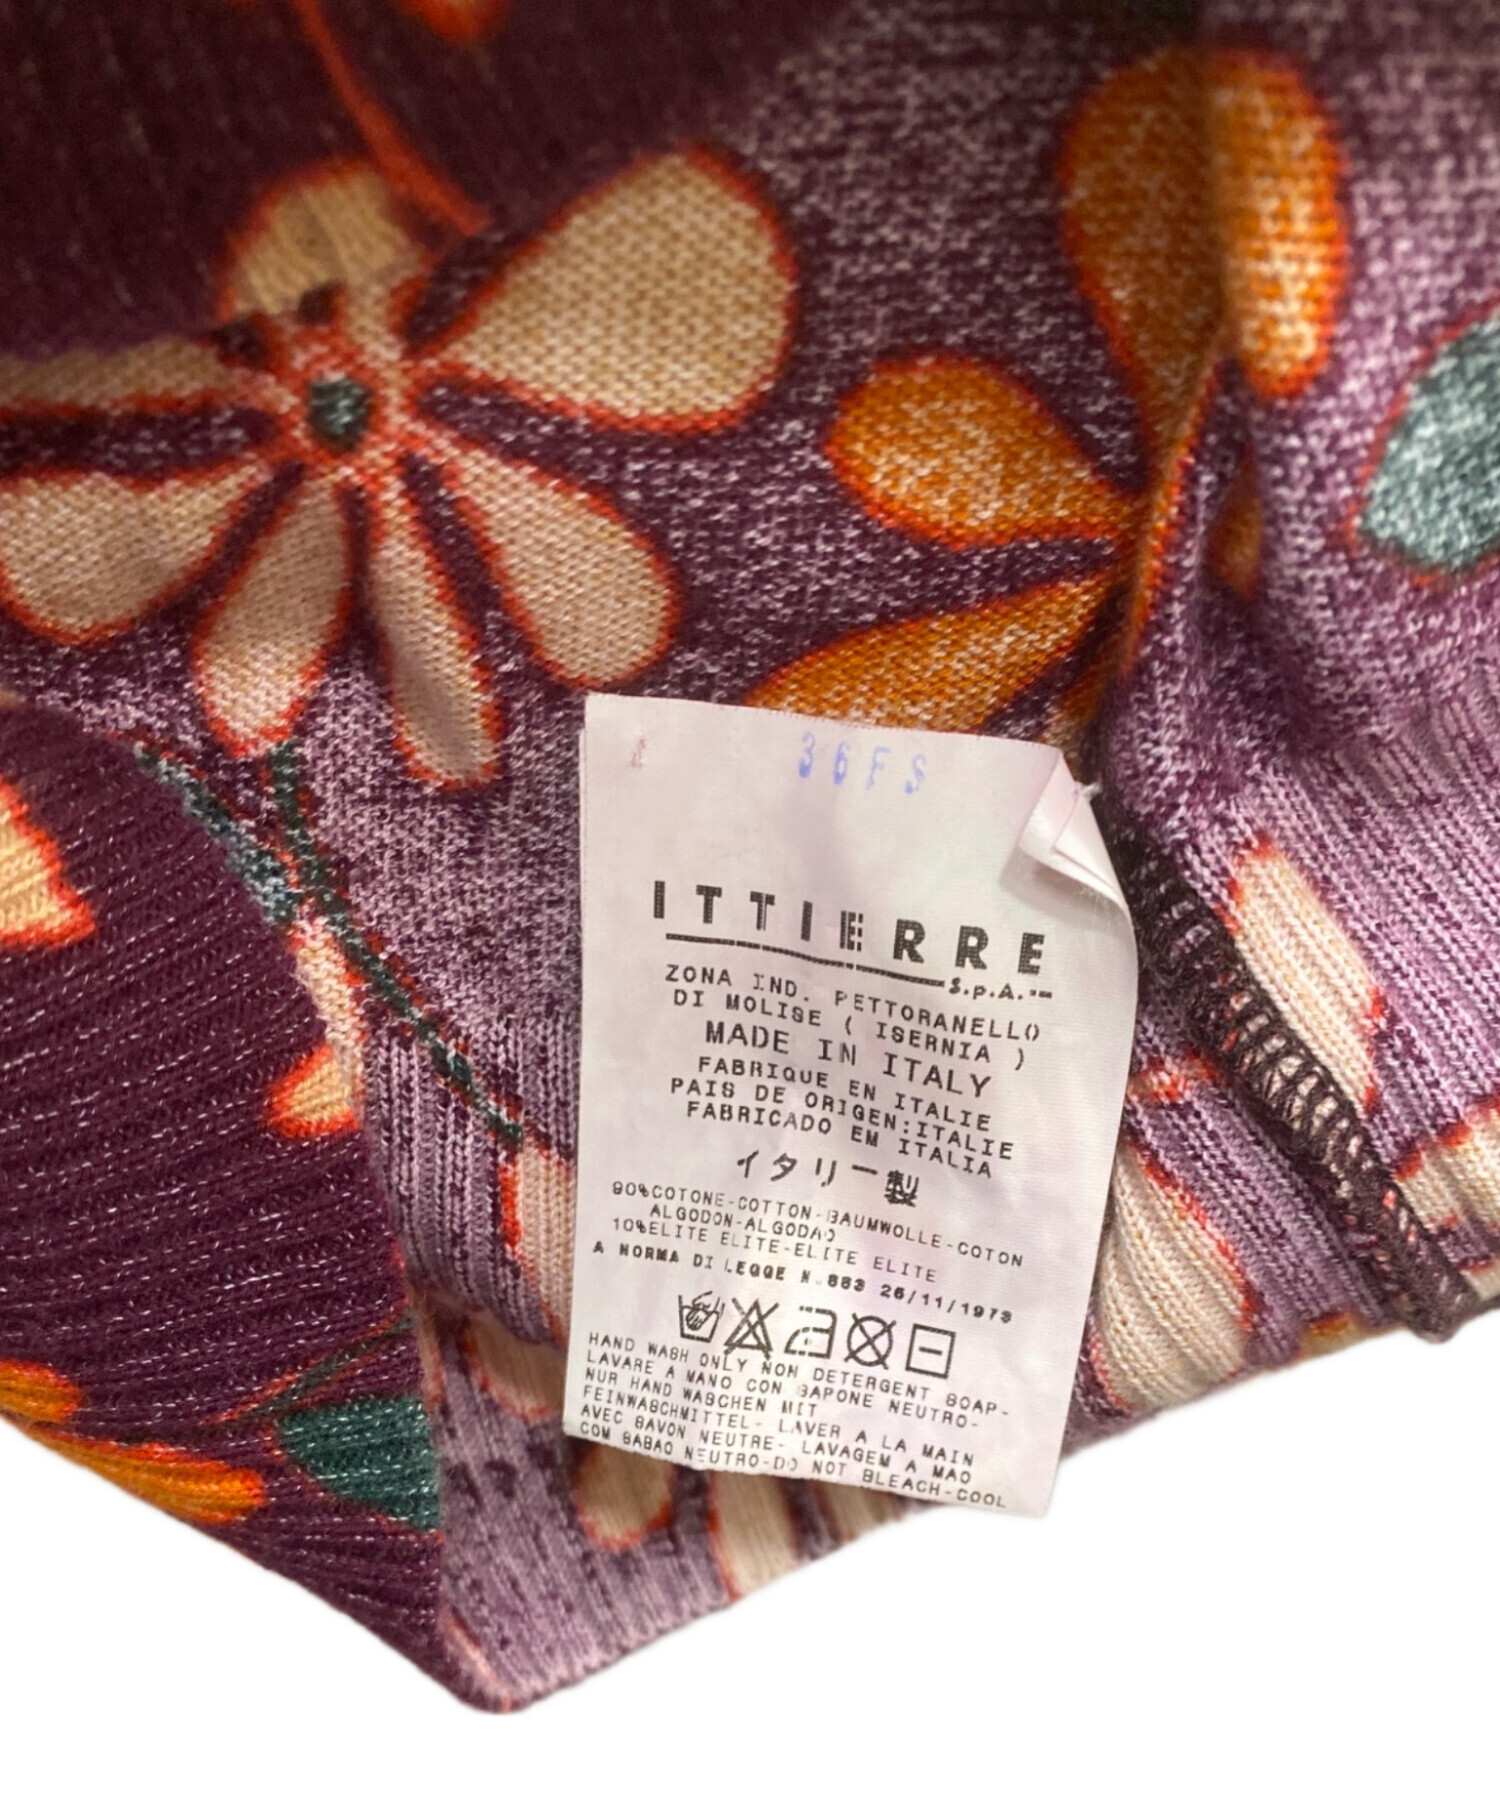 36FS
ITTIERRE
S.p.A.
ZONA IND. PETTORANELLO
DI MOLISE ( ISERNIA )
MADE IN ITALY
FABRIQUE EN ITALIE
PAIS DE ORIGEN:ITALIE
FABRICADO EM ITALIA
イタリー製
90%COTONE-COTTON-BAUMWOLLE-COTON
ALGODON-ALGODAO
10%ELITE ELITE-ELITE ELITE
A NORMA DI LEGGE N.883 26/11/1973
HAND WASH ONLY NON DETERGENT SOAP-
LAVARE A MANO CON SAPONE NEUTRO-
NUR HAND WASCHEN MIT
FEINWASCHMITTEL- LAVER A LA MAIN
AVEC SAVON NEUTRE- LAVAGEM A MAO
COM SABAO NEUTRO-DO NOT BLEACH-COOL